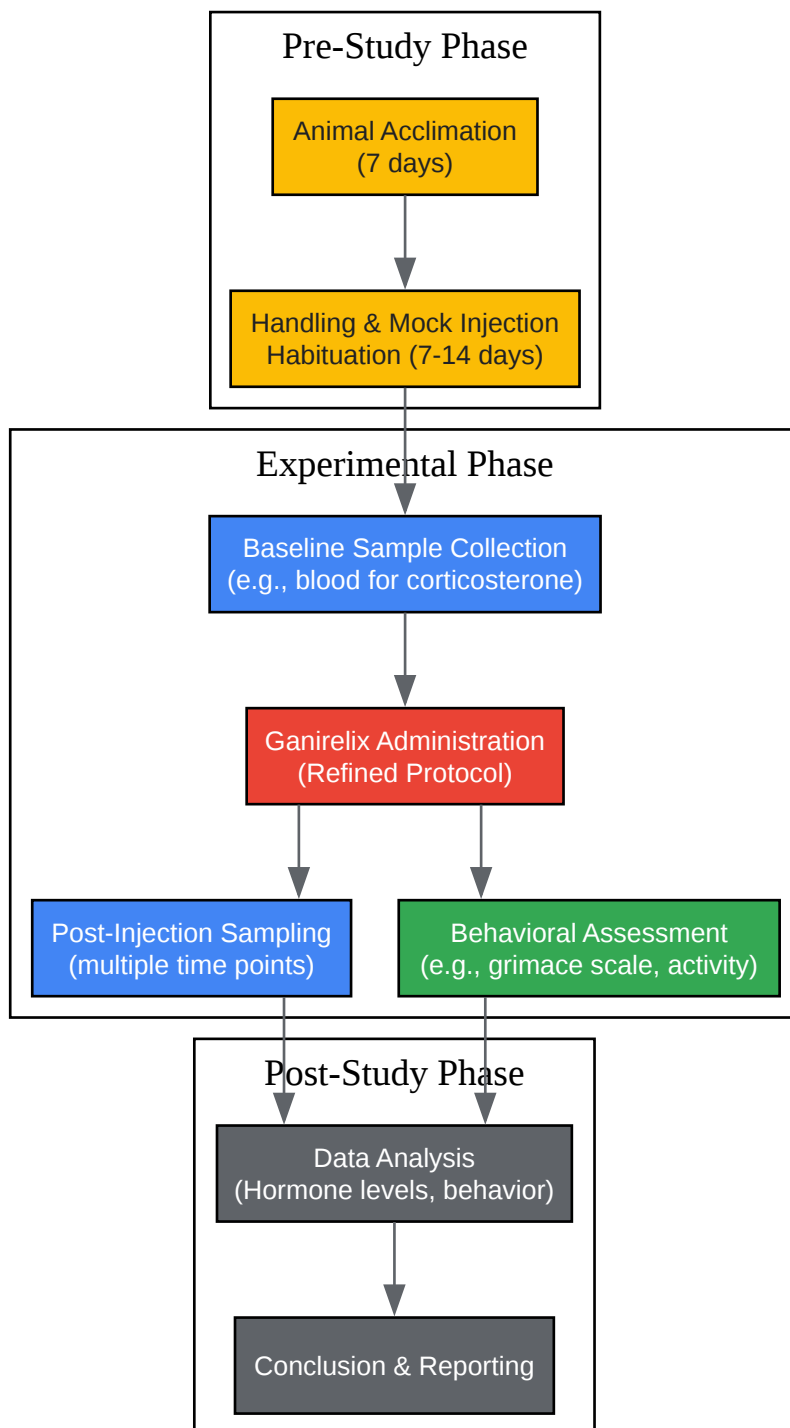 Pre-Study Phase
Animal Acclimation
(7 days)
Handling & Mock Injection
Habituation (7-14 days)
Experimental Phase
Baseline Sample Collection
(e.g., blood for corticosterone)
Ganirelix Administration
(Refined Protocol)
Post-Injection Sampling
(multiple time points)
Behavioral Assessment
(e.g., grimace scale, activity)
Post-Study Phase
Data Analysis
(Hormone levels, behavior)
Conclusion & Reporting